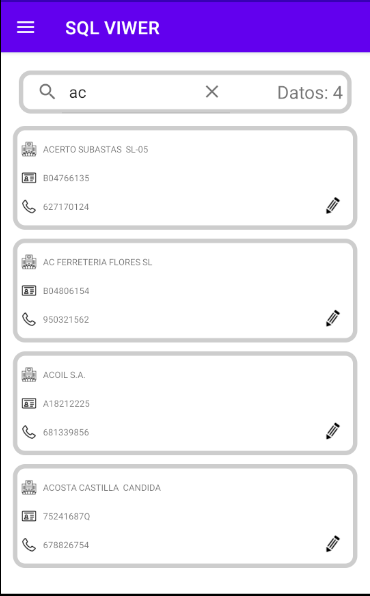 SQL VIWER
ac
Datos: 4
ACERTO SUBASTAS SL-05
B04766135
627170124
AC FERRETERIA FLORES SL
B04806154
950321562
ACOIL S.A.
A18212225
681339856
ACOSTA CASTILLA CANDIDA
75241687Q
678826754